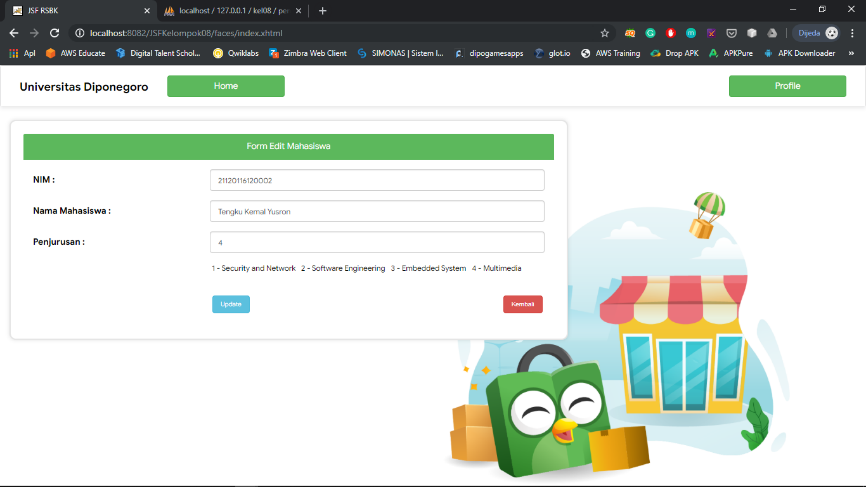 JSF RSBK
localhost / 127.0.0.1 / kel08 / per
localhost:8082/JSFKelompok08/faces/index.xhtml
Dijeda
Apl AWS Educate Digital Talent Schol... Qwiklabs Zimbra Web Client SIMONAS | Sistem I... dipogamesapps glot.io AWS Training Drop APK APKPure APK Downloader
Universitas Diponegoro Home Profile
Form Edit Mahasiswa
NIM : 21120116120002
Nama Mahasiswa : Tengku Kemal Yusron
Penjurusan : 4
1 - Security and Network 2 - Software Engineering 3 - Embedded System 4 - Multimedia
Update Kembali